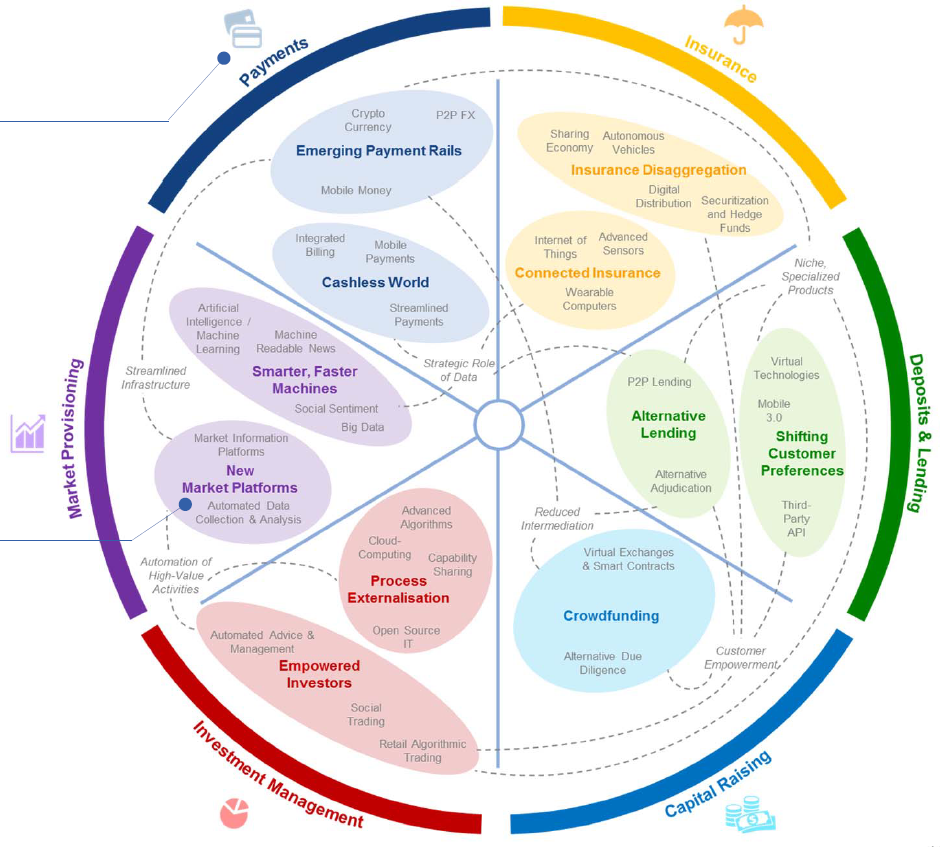 Payments
Insurance
Crypto
Currency
P2P FX
Emerging Payment Rails
Mobile Money
Sharing
Economy
Autonomous
Vehicles
Insurance Disaggregation
Digital
Distribution
Securitization
and Hedge
Funds
Integrated
Billing
Mobile
Payments
Cashless World
Streamlined
Payments
Internet of
Things
Advanced
Sensors
Connected Insurance
Wearable
Computers
Niche,
Specialized
Products
Artificial
Intelligence /
Machine
Learning
Machine
Readable News
Smarter, Faster
Machines
Social Sentiment
Big Data
Streamlined
Infrastructure
Strategic Role
of Data
Market Provisioning
Deposits & Lending
P2P Lending
Alternative
Lending
Alternative
Adjudication
Virtual
Technologies
Mobile
3.0
Shifting
Customer
Preferences
Third-
Party
API
Market Information
Platforms
New
Market Platforms
Automated Data
Collection & Analysis
Automation of
High-Value
Activities
Advanced
Algorithms
Cloud-
Computing
Capability
Sharing
Process
Externalisation
Open Source
IT
Reduced
Intermediation
Virtual Exchanges
& Smart Contracts
Crowdfunding
Alternative Due
Diligence
Customer
Empowerment
Automated Advice &
Management
Empowered
Investors
Social
Trading
Retail Algorithmic
Trading
Investment Management
Capital Raising